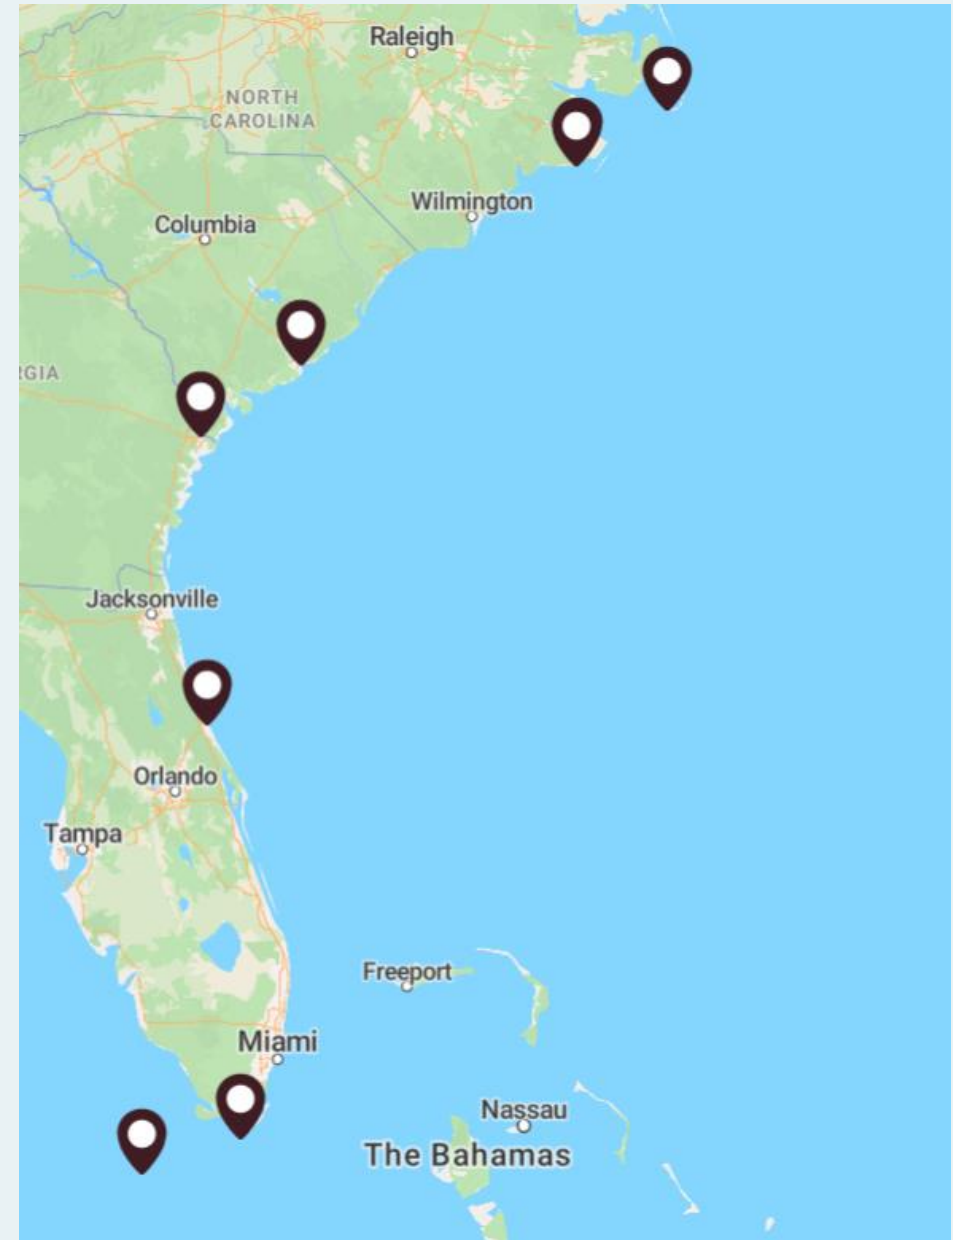 Raleigh
NORTH
CAROLINA
Wilmington
Columbia
RGIA
Jacksonville
Orlando
Tampa
Freeport
Miami
Nassau
The Bahamas